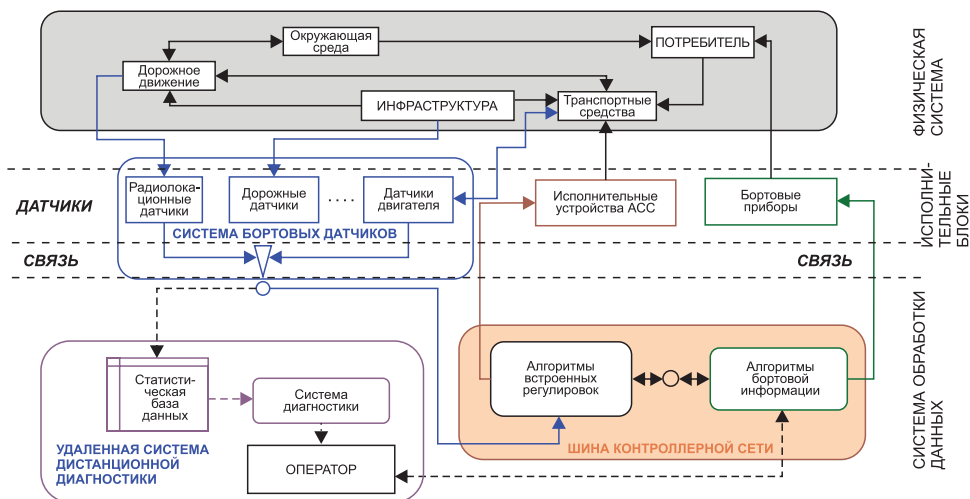 Окружающая
среда
ПОТРЕБИТЕЛЬ
Дорожное
движение
ИНФРАСТРУКТУРА
Транспортные
средства
ФИЗИЧЕСКАЯ
СИСТЕМА
ДАТЧИКИ
Радиолока-
ционные
датчики
Дорожные
датчики
....
Датчики
двигателя
СИСТЕМА БОРТОВЫХ ДАТЧИКОВ
Исполнительные
устройства АСС
Бортовые
приборы
ИСПОЛНИ-
ТЕЛЬНЫЕ
БЛОКИ
СВЯЗЬ
СВЯЗЬ
Статисти-
ческая
база
данных
Система
диагностики
УДАЛЕННАЯ СИСТЕМА
ДИСТАНЦИОННОЙ
ДИАГНОСТИКИ
ОПЕРАТОР
Алгоритмы
встроенных
регулировок
Алгоритмы
бортовой
информации
ШИНА КОНТРОЛЛЕРНОЙ СЕТИ
СИСТЕМА ОБРАБОТКИ
ДАННЫХ